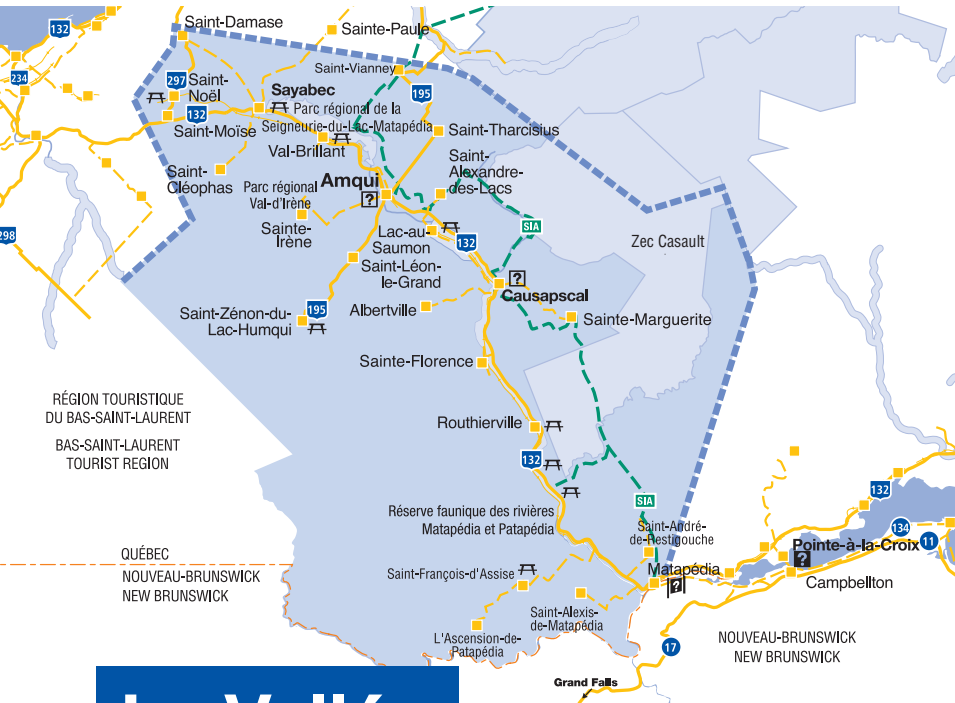 132
Saint-Damase
Sainte-Paule
234
297
Saint-
Noël
Saint-Vianney
Sayabec
195
132
Parc régional de la
Seigneurie-du-Lac-Matapédia
Saint-Moïse
Val-Brillant
Saint-Tharcisius
Saint-
Cléophas
Saint-
Alexandre-
des-Lacs
Parc régional
Val-d'Irène
Amqui
?
Sainte-
Irène
Lac-au-
Saumon
132
SIA
Zec Casault
298
Saint-Léon-
le-Grand
?
Causapscal
Saint-Zénon-du-
Lac-Humqui
195
Albertville
Sainte-Marguerite
Sainte-Florence
RÉGION TOURISTIQUE
DU BAS-SAINT-LAURENT
BAS-SAINT-LAURENT
TOURIST REGION
Routhierville
132
132
SIA
Réserve faunique des rivières
Matapédia et Patapédia
Saint-André-
de-Restigouche
134
11
Pointe-à-la-Croix
?
QUÉBEC
NOUVEAU-BRUNSWICK
NEW BRUNSWICK
Saint-François-d'Assise
Matapédia
?
Campbellton
Saint-Alexis-
de-Matapédia
L'Ascension-de-
Patapédia
17
NOUVEAU-BRUNSWICK
NEW BRUNSWICK
Grand Falls